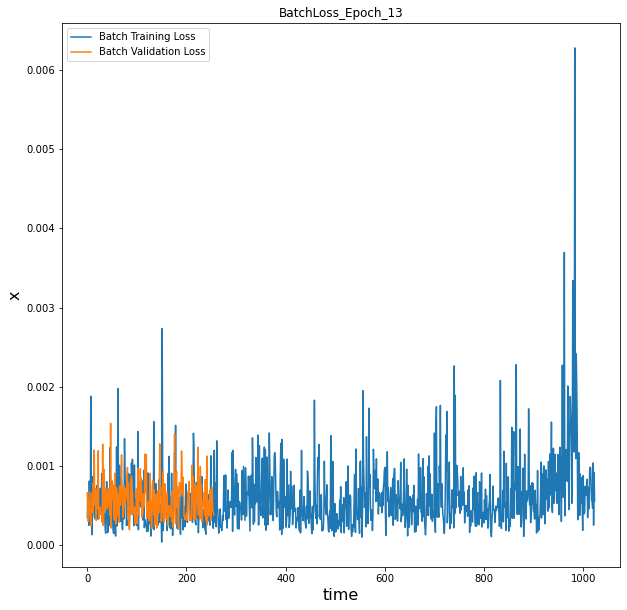 BatchLoss_Epoch_13
Batch Training Loss
Batch Validation Loss
0.006
0.005
0.004
0.003
0.002
0.001
0.000
x
0 200 400 600 800 1000
time